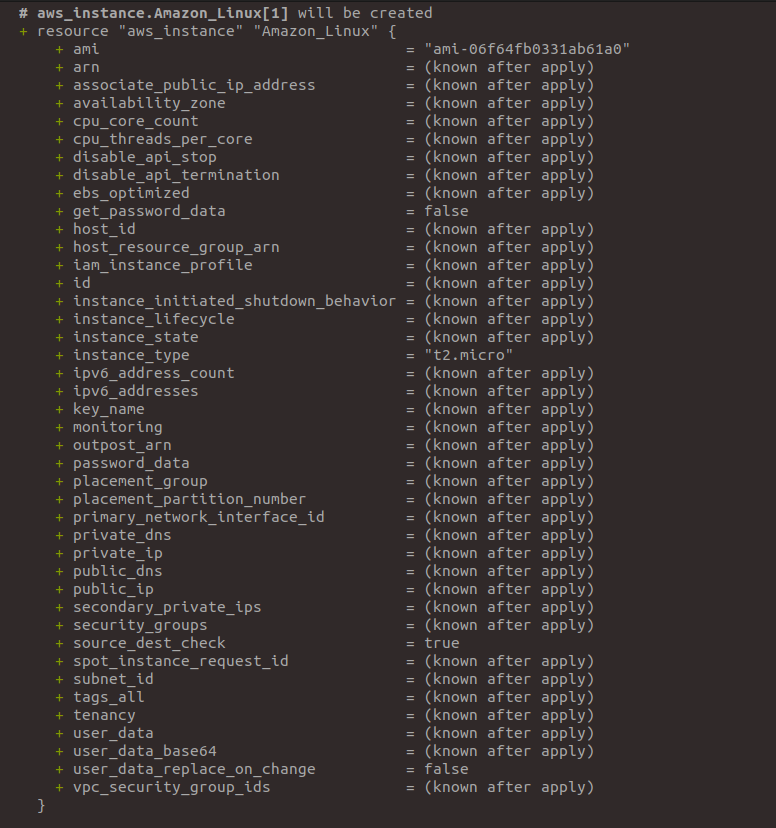 # aws_instance.Amazon_Linux[1] will be created
+ resource "aws_instance" "Amazon_Linux" {
    + ami                                  = "ami-06f64fb0331ab61a0"
    + arn                                  = (known after apply)
    + associate_public_ip_address          = (known after apply)
    + availability_zone                    = (known after apply)
    + cpu_core_count                       = (known after apply)
    + cpu_threads_per_core                 = (known after apply)
    + disable_api_stop                     = (known after apply)
    + disable_api_termination              = (known after apply)
    + ebs_optimized                        = (known after apply)
    + get_password_data                    = false
    + host_id                              = (known after apply)
    + host_resource_group_arn              = (known after apply)
    + iam_instance_profile                 = (known after apply)
    + id                                   = (known after apply)
    + instance_initiated_shutdown_behavior = (known after apply)
    + instance_lifecycle                   = (known after apply)
    + instance_state                       = (known after apply)
    + instance_type                        = "t2.micro"
    + ipv6_address_count                   = (known after apply)
    + ipv6_addresses                       = (known after apply)
    + key_name                             = (known after apply)
    + monitoring                           = (known after apply)
    + outpost_arn                          = (known after apply)
    + password_data                        = (known after apply)
    + placement_group                      = (known after apply)
    + placement_partition_number           = (known after apply)
    + primary_network_interface_id         = (known after apply)
    + private_dns                          = (known after apply)
    + private_ip                           = (known after apply)
    + public_dns                           = (known after apply)
    + public_ip                            = (known after apply)
    + secondary_private_ips                = (known after apply)
    + security_groups                      = (known after apply)
    + source_dest_check                    = true
    + spot_instance_request_id             = (known after apply)
    + subnet_id                            = (known after apply)
    + tags_all                             = (known after apply)
    + tenancy                              = (known after apply)
    + user_data                            = (known after apply)
    + user_data_base64                     = (known after apply)
    + user_data_replace_on_change          = false
    + vpc_security_group_ids               = (known after apply)
  }